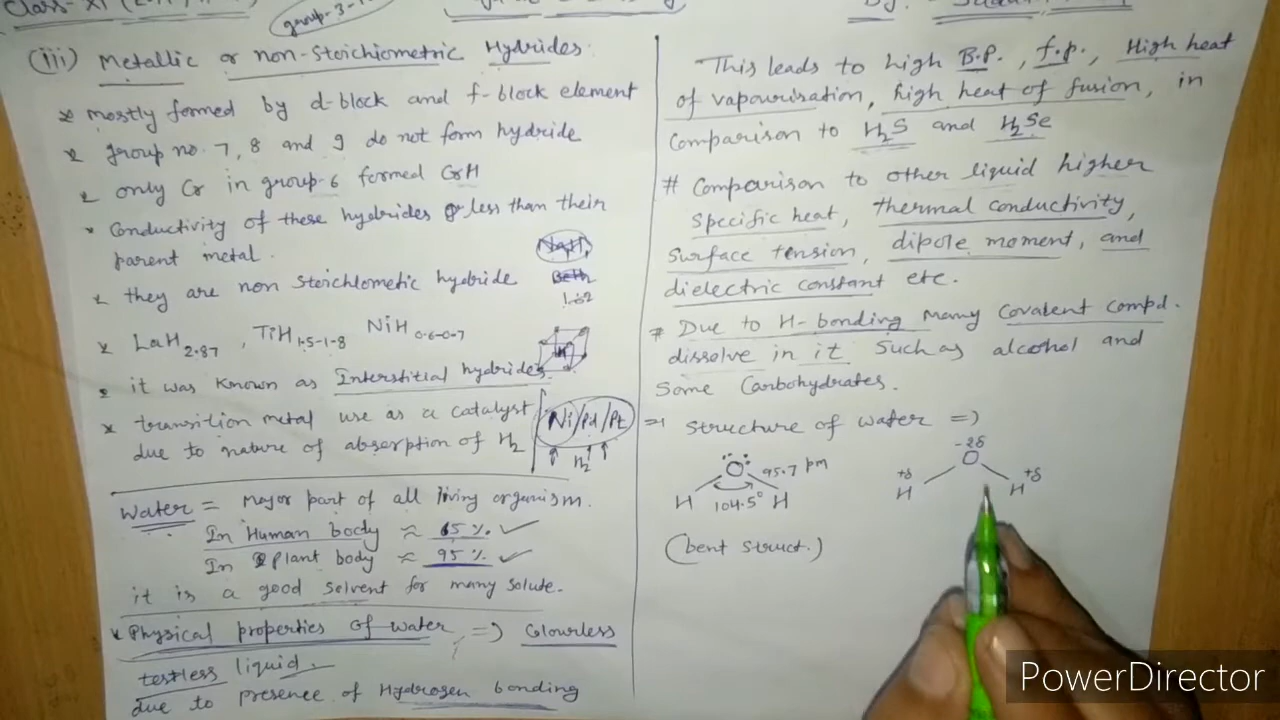 Class- XI
group-3-
By:
(iii) Metallic or non-Stoichiometric Hydrides:
* mostly formed by d-block and f-block element
* group no. 7, 8 and 9 do not form hydride
* only Cr in group-6 formed CrH
* Conductivity of these hydrides less than their
parent metal.
* they are non Stoichlometic hydride
* LaH2.87 , TiH1.5-1-8 NiH0.6-0-7
* it was known as Interstitial hydrides.
* transition metal use as a catalyst
due to nature of absorption of H2
Ni/Pd/Pt
H2
Water = Major part of all living organism.
In Human body ≈ 65 %. ✓
In Plant body ≈ 95 % ✓
it is a good solvent for many solute.
* Physical properties of water => Colourless
testless liquid.
due to presence of Hydrogen bonding
This leads to high B.P. , f.p., High heat
of vapourisation, high heat of fusion, in
Comparison to H2S and H2Se
# Comparison to other liquid higher
Specific heat, thermal conductivity,
Surface tension, dipole moment, and
dielectric constant etc.
# Due to H-bonding many Covalent compd.
dissolve in it Such as alcohol and
Some Carbohydrates.
=> Structure of water =>
O 95.7 pm
H 104.5° H
(bent struct.)
-2δ
O
+δ +δ
H H
PowerDirector